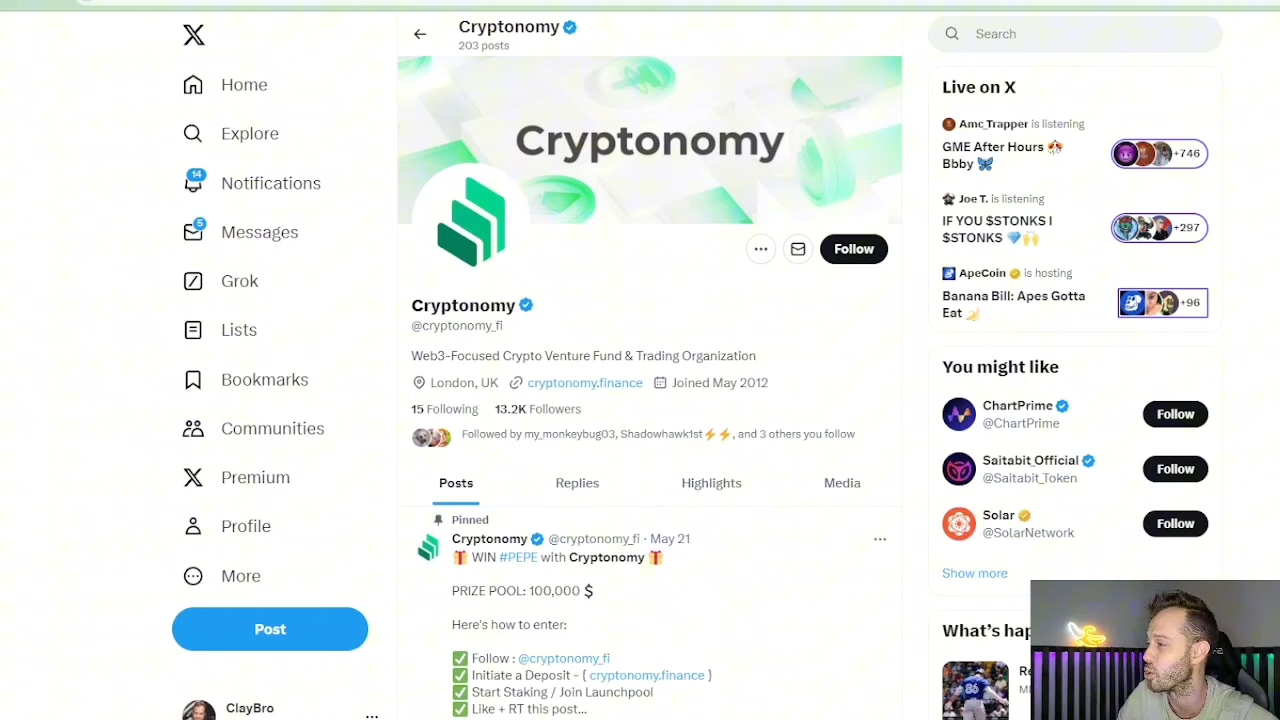 Home
Explore
14
Notifications
5
Messages
Grok
Lists
Bookmarks
Communities
Premium
Profile
More
Post
ClayBro
Cryptonomy
203 posts
Cryptonomy
Follow
Cryptonomy
@cryptonomy_fi
Web3-Focused Crypto Venture Fund & Trading Organization
London, UK cryptonomy.finance Joined May 2012
15 Following 13.2K Followers
Followed by my_monkeybug03, Shadowhawk1st⚡⚡, and 3 others you follow
Posts Replies Highlights Media
Pinned
Cryptonomy @cryptonomy_fi · May 21
🎁 WIN #PEPE with Cryptonomy 🎁
PRIZE POOL: 100,000 $
Here's how to enter:
✅ Follow : @cryptonomy_fi
✅ Initiate a Deposit - ( cryptonomy.finance )
✅ Start Staking / Join Launchpool
✅ Like + RT this post...
Search
Live on X
Amc_Trapper is listening
GME After Hours
Bbby 🦋
+746
Joe T. is listening
IF YOU $STONKS I
$STONKS 💎🙌
+297
ApeCoin is hosting
Banana Bill: Apes Gotta
Eat 🍌
+96
You might like
ChartPrime
@ChartPrime
Follow
Saitabit_Official
@Saitabit_Token
Follow
Solar
@SolarNetwork
Follow
Show more
What's hap
86